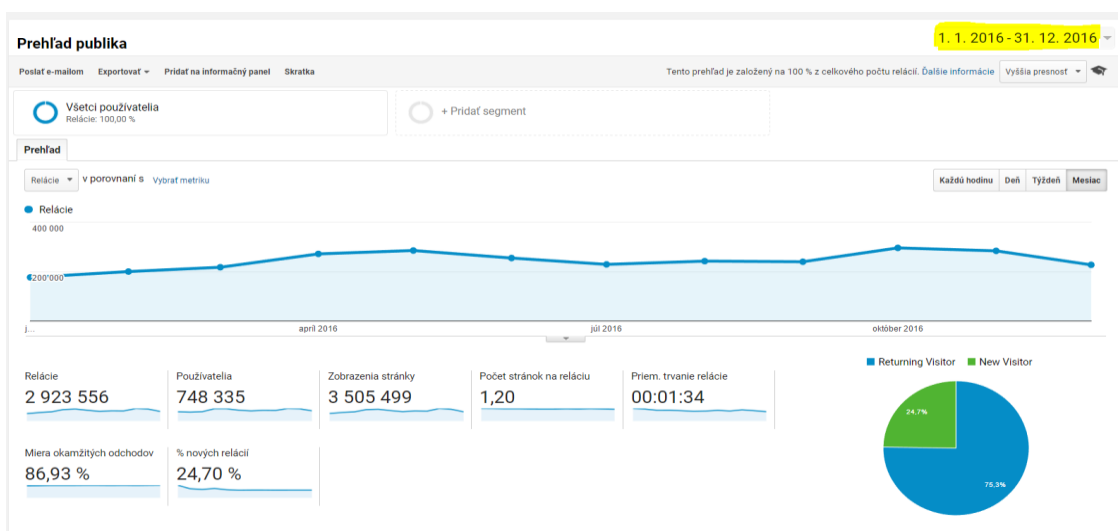 Prehľad publika
1. 1. 2016 - 31. 12. 2016
Poslať e-mailom Exportovať Pridať na informačný panel Skratka
Tento prehľad je založený na 100 % z celkového počtu relácií. Ďalšie informácie Vyššia presnosť
Všetci používatelia
Relácie: 100,00 %
+ Pridať segment
Prehľad
Relácie v porovnaní s Vybrať metriku
Každú hodinu Deň Týždeň Mesiac
Relácie
400 000
200 000
j... apríl 2016 júl 2016 október 2016
Returning Visitor New Visitor
Relácie Používatelia Zobrazenia stránky Počet stránok na reláciu Priem. trvanie relácie
2 923 556 748 335 3 505 499 1,20 00:01:34
24,7%
75,3%
Miera okamžitých odchodov % nových relácií
86,93 % 24,70 %